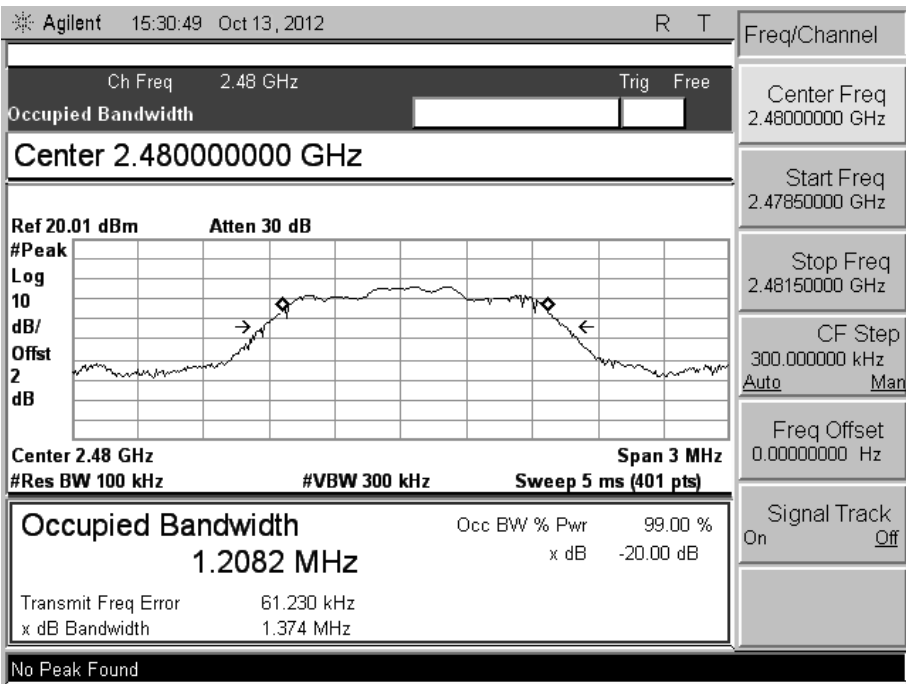 Agilent 15:30:49 Oct 13, 2012 R T
Ch Freq 2.48 GHz Trig Free
Occupied Bandwidth
Center 2.480000000 GHz
Ref 20.01 dBm Atten 30 dB
#Peak
Log
10
dB/
Offst
2
dB
Center 2.48 GHz Span 3 MHz
#Res BW 100 kHz #VBW 300 kHz Sweep 5 ms (401 pts)
Occupied Bandwidth Occ BW % Pwr 99.00 %
1.2082 MHz x dB -20.00 dB
Transmit Freq Error 61.230 kHz
x dB Bandwidth 1.374 MHz
No Peak Found
Freq/Channel
Center Freq
2.48000000 GHz
Start Freq
2.47850000 GHz
Stop Freq
2.48150000 GHz
CF Step
300.000000 kHz
Auto Man
Freq Offset
0.00000000 Hz
Signal Track
On Off